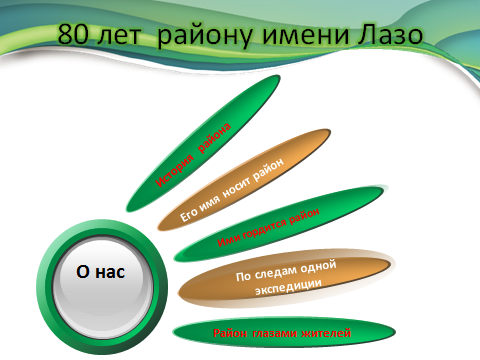 80 лет району имени Лазо
История района
Его имя носит район
Ими гордится район
О нас
По следам одной
экспедиции
Район глазами жителей